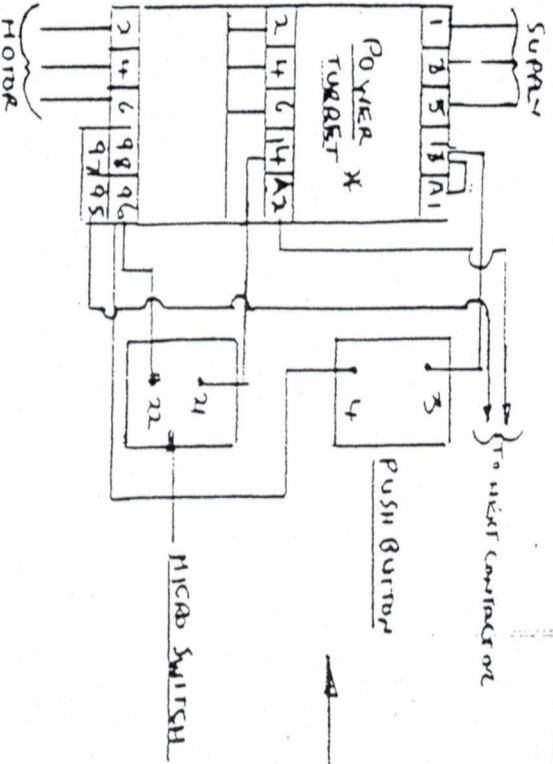 SUPPLY
TO NEXT CONTACTOR
1 3 5 13 A1
POWER *
TURRET
2 4 6 14 A2
3
4
PUSH BUTTON
21
22
MICRO SWITSH
2 4 6 98 96
97 95
MOTOR